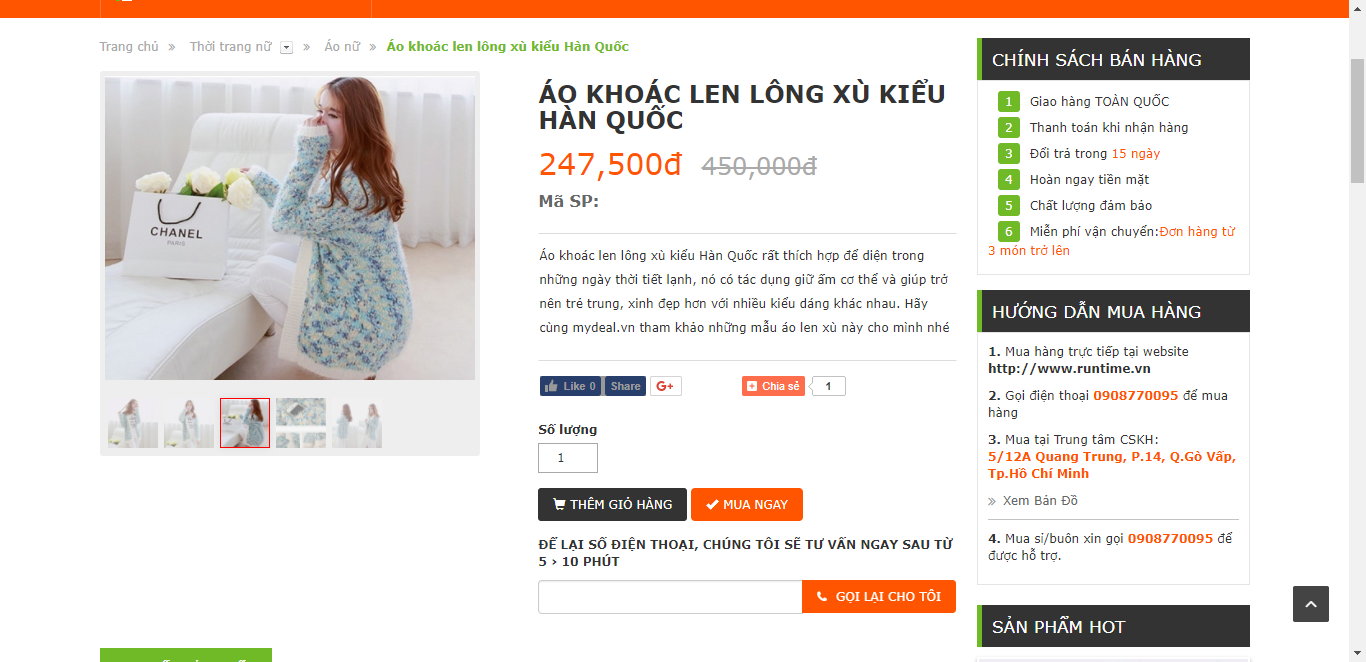 Trang chủ » Thời trang nữ » Áo nữ » Áo khoác len lông xù kiểu Hàn Quốc
CHANEL
PARIS
ÁO KHOÁC LEN LÔNG XÙ KIỂU
HÀN QUỐC
247,500đ 450,000đ
Mã SP:
Áo khoác len lông xù kiểu Hàn Quốc rất thích hợp để diện trong
những ngày thời tiết lạnh, nó có tác dụng giữ ấm cơ thể và giúp trở
nên trẻ trung, xinh đẹp hơn với nhiều kiểu dáng khác nhau. Hãy
cùng mydeal.vn tham khảo những mẫu áo len xù này cho mình nhé
Like 0 Share G+ Chia sẻ 1
Số lượng
1
THÊM GIỎ HÀNG MUA NGAY
ĐỂ LẠI SỐ ĐIỆN THOẠI, CHÚNG TÔI SẼ TƯ VẤN NGAY SAU TỪ
5 › 10 PHÚT
GỌI LẠI CHO TÔI
CHÍNH SÁCH BÁN HÀNG
1 Giao hàng TOÀN QUỐC
2 Thanh toán khi nhận hàng
3 Đổi trả trong 15 ngày
4 Hoàn ngay tiền mặt
5 Chất lượng đảm bảo
6 Miễn phí vận chuyển:Đơn hàng từ
3 món trở lên
HƯỚNG DẪN MUA HÀNG
1. Mua hàng trực tiếp tại website
http://www.runtime.vn
2. Gọi điện thoại 0908770095 để mua
hàng
3. Mua tại Trung tâm CSKH:
5/12A Quang Trung, P.14, Q.Gò Vấp,
Tp.Hồ Chí Minh
» Xem Bản Đồ
4. Mua sỉ/buôn xin gọi 0908770095 để
được hỗ trợ.
SẢN PHẨM HOT